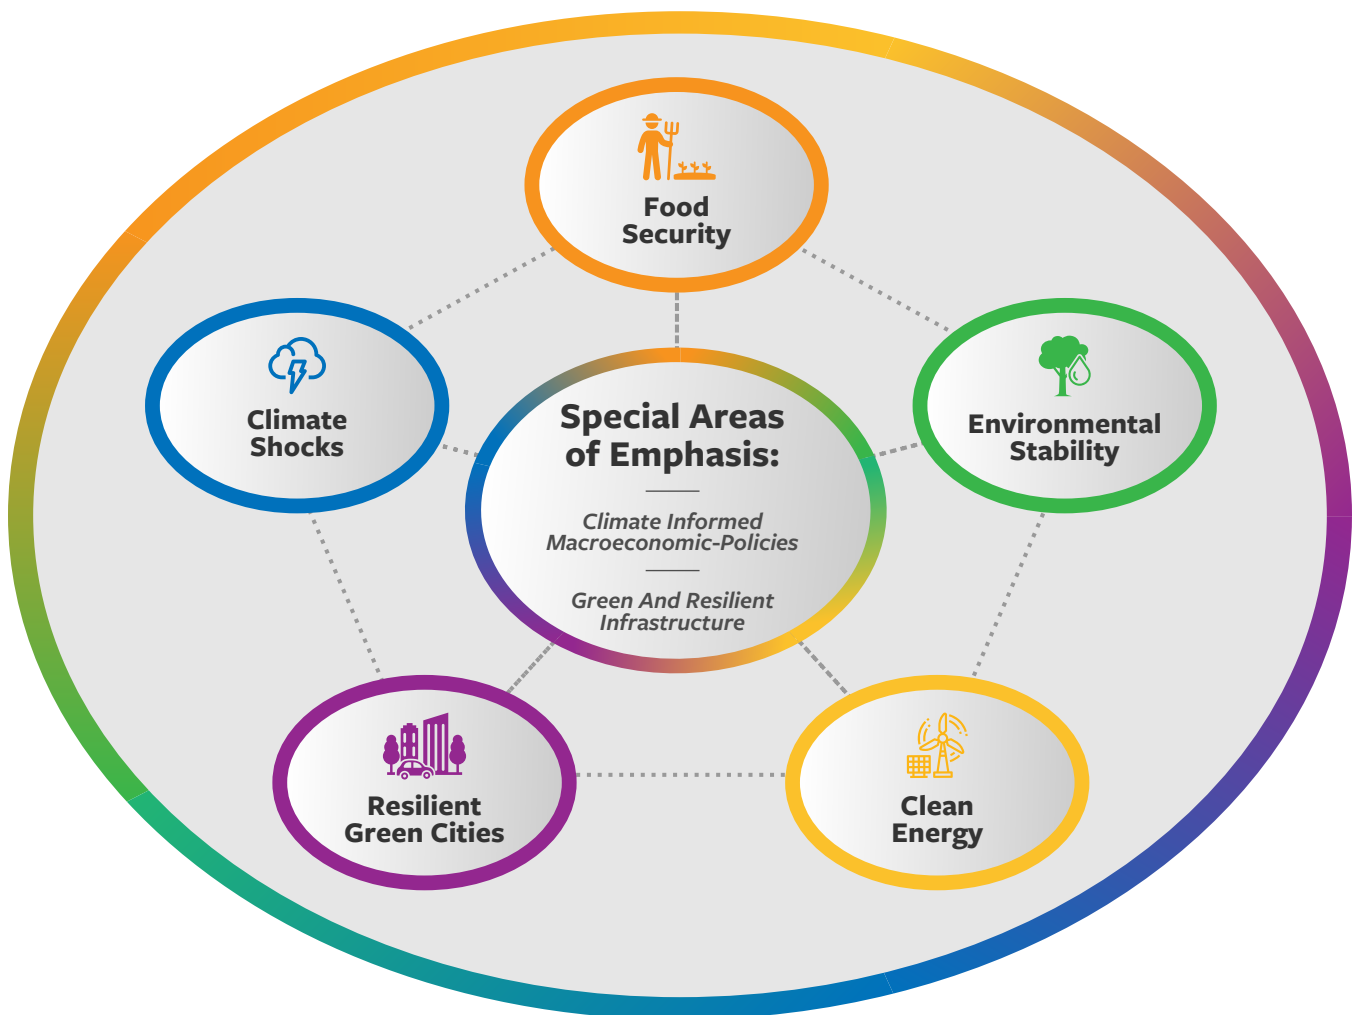 Food
Security
Climate
Shocks
Environmental
Stability
Special Areas
of Emphasis:
Climate Informed
Macroeconomic-Policies
Green And Resilient
Infrastructure
Resilient
Green Cities
Clean
Energy